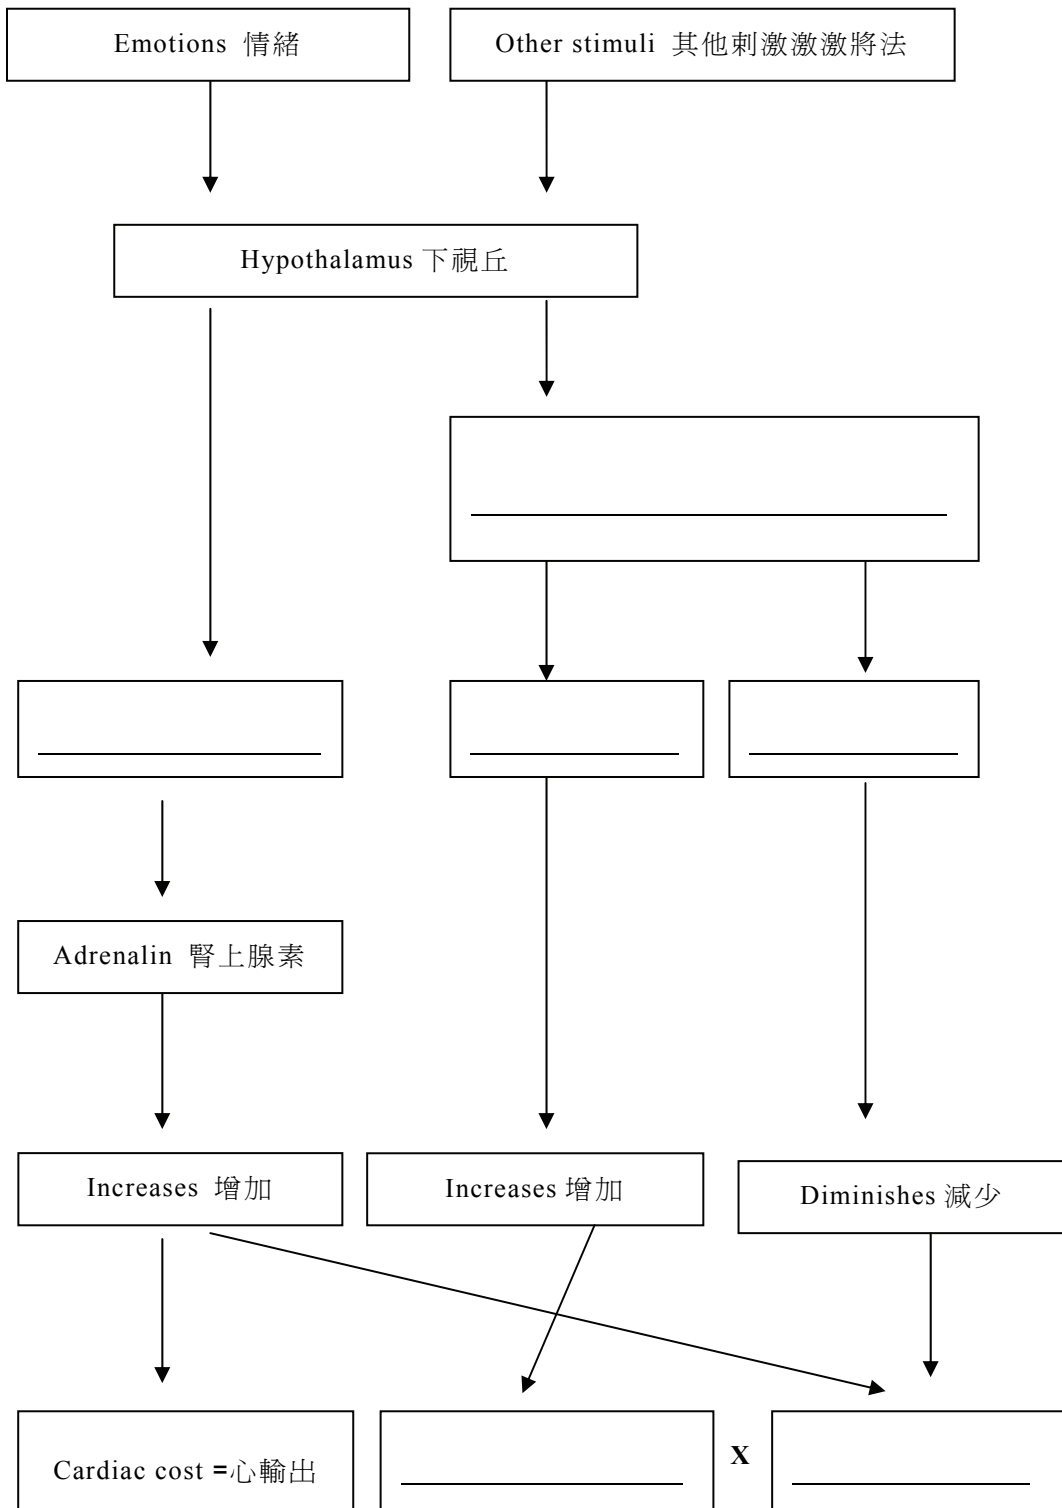 Emotions 情緒
Other stimuli 其他刺激激激將法
Hypothalamus 下視丘
Adrenalin 腎上腺素
Increases 增加
Increases 增加
Diminishes 減少
Cardiac cost =心輸出
X